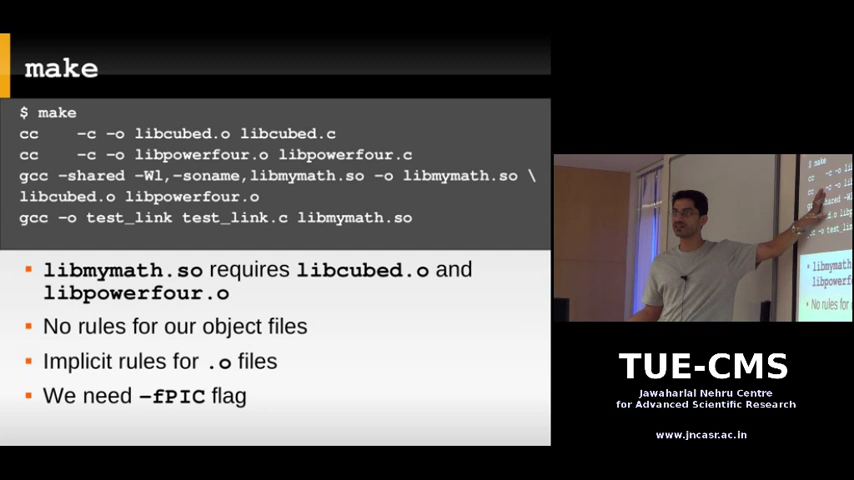 make
$ make
cc    -c -o libcubed.o libcubed.c
cc    -c -o libpowerfour.o libpowerfour.c
gcc -shared -Wl,-soname,libmymath.so -o libmymath.so \
libcubed.o libpowerfour.o
gcc -o test_link test_link.c libmymath.so
libmymath.so requires libcubed.o and
libpowerfour.o
No rules for our object files
Implicit rules for .o files
We need -fPIC flag
TUE-CMS
Jawaharlal Nehru Centre
for Advanced Scientific Research
www.jncasr.ac.in